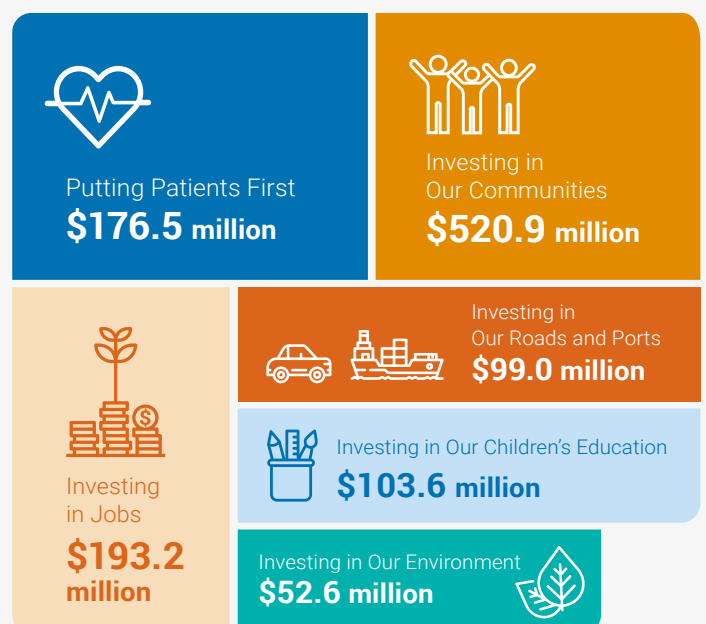 Putting Patients First
$176.5 million
Investing in
Our Communities
$520.9 million
Investing
in Jobs
$193.2
million
Investing in
Our Roads and Ports
$99.0 million
Investing in Our Children's Education
$103.6 million
Investing in Our Environment
$52.6 million